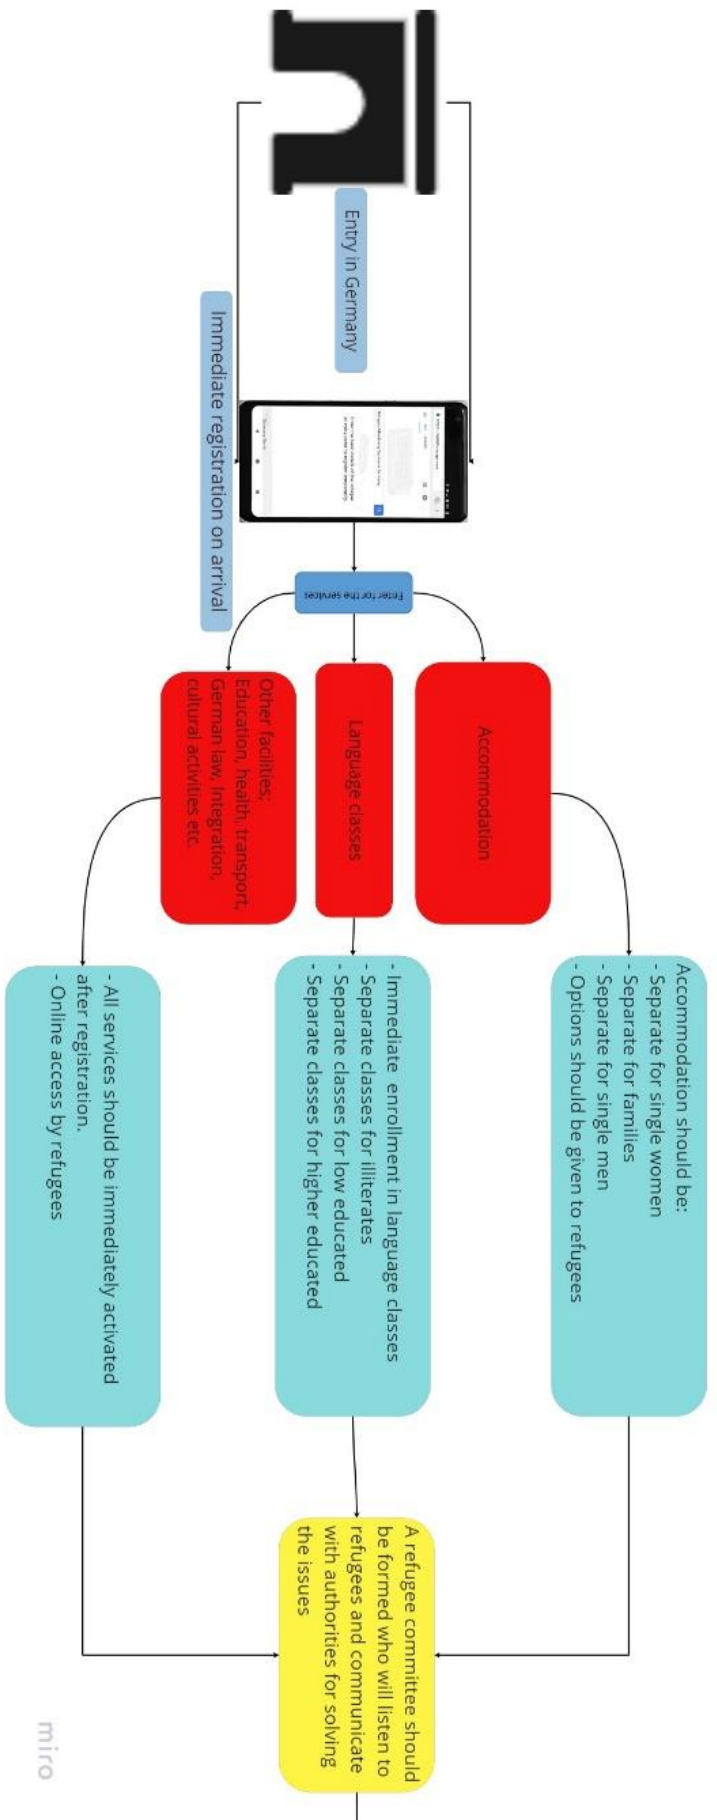 Entry in Germany
Immediate registration on arrival
Enter for the services
Accommodation
Language classes
Other facilities;
Education, health, transport,
German law, Integration,
cultural activities etc.
Accommodation should be:
- Separate for single women
- Separate for families
- Separate for single men
- Options should be given to refugees
- Immediate enrollment in language classes
- Separate classes for illiterates
- Separate classes for low educated
- Separate classes for higher educated
- All services should be immediately activated
after registration.
- Online access by refugees
A refugee committee should
be formed who will listen to
refugees and communicate
with authorities for solving
the issues
miro